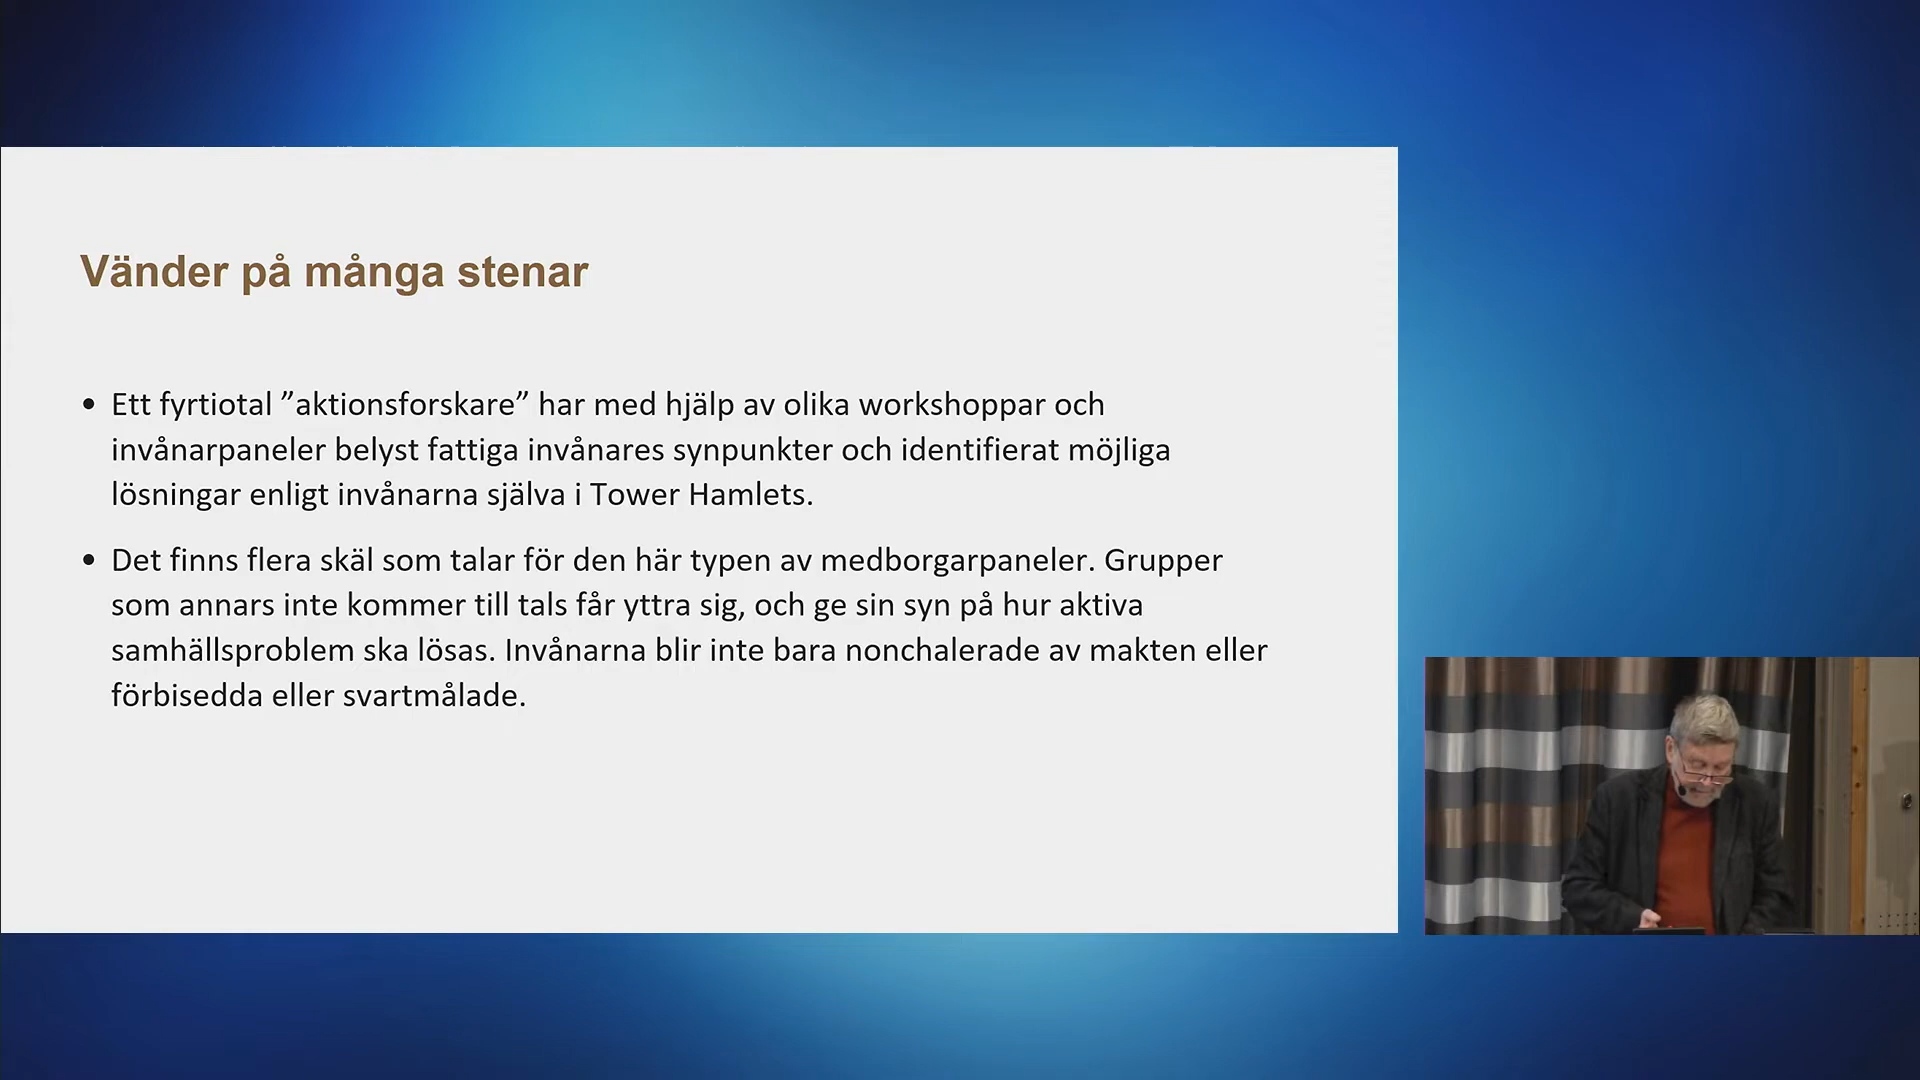 Vänder på många stenar
• Ett fyrtiotal ”aktionsforskare” har med hjälp av olika workshoppar och
invånarpaneler belyst fattiga invånares synpunkter och identifierat möjliga
lösningar enligt invånarna själva i Tower Hamlets.
• Det finns flera skäl som talar för den här typen av medborgarpaneler. Grupper
som annars inte kommer till tals får yttra sig, och ge sin syn på hur aktiva
samhällsproblem ska lösas. Invånarna blir inte bara nonchalerade av makten eller
förbisedda eller svartmålade.